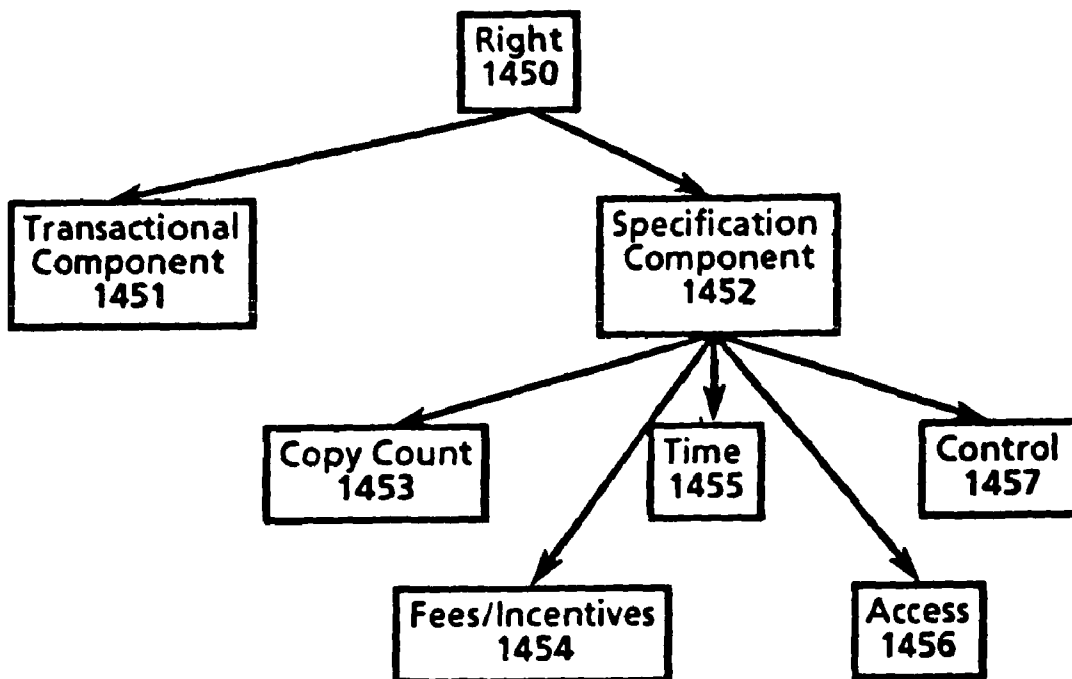 Right
1450
Transactional
Component
1451
Specification
Component
1452
Copy Count
1453
Time
1455
Control
1457
Fees/Incentives
1454
Access
1456